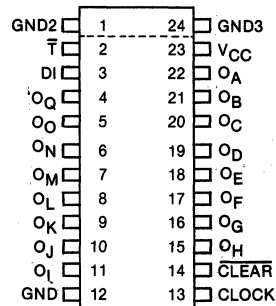 GND2 1 24 GND3
T̅ 2 23 VCC
DI 3 22 OA
OQ 4 21 OB
OO 5 20 OC
ON 6 19 OD
OM 7 18 OE
OL 8 17 OF
OK 9 16 OG
OJ 10 15 OH
OI 11 14 C̅L̅E̅A̅R̅
GND 12 13 CLOCK